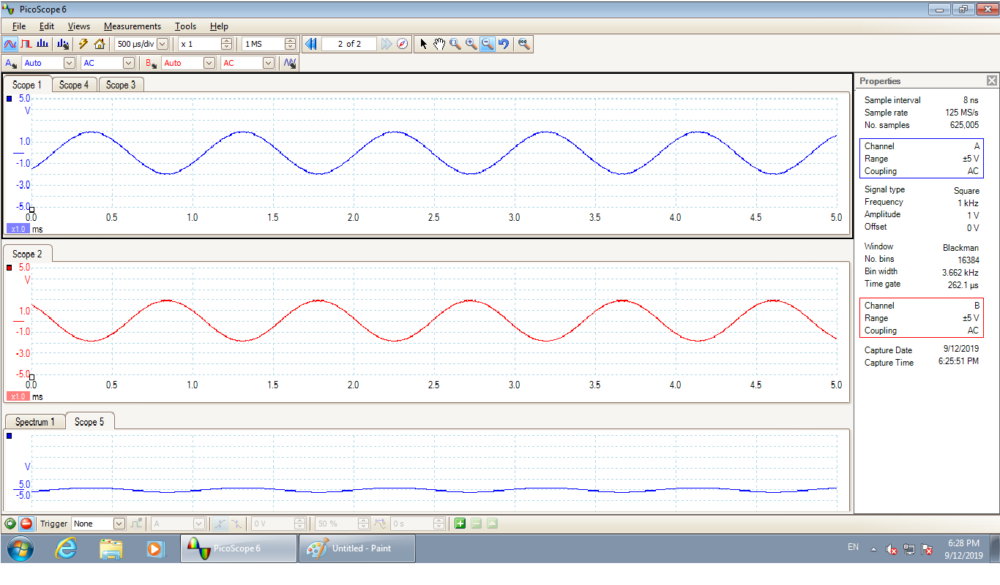 PicoScope 6
File Edit Views Measurements Tools Help
500 µs/div x 1 1 MS 2 of 2
A Auto AC B Auto AC
Scope 1 Scope 4 Scope 3
5.0
V
1.0
-1.0
-3.0
-5.0
0.0 0.5 1.0 1.5 2.0 2.5 3.0 3.5 4.0 4.5 5.0
x1.0 ms
Scope 2
5.0
V
1.0
-1.0
-3.0
-5.0
0.0 0.5 1.0 1.5 2.0 2.5 3.0 3.5 4.0 4.5 5.0
x1.0 ms
Spectrum 1 Scope 5
V
5.0
-5.0
Properties
Sample interval 8 ns
Sample rate 125 MS/s
No. samples 625,005
Channel A
Range ±5 V
Coupling AC
Signal type Square
Frequency 1 kHz
Amplitude 1 V
Offset 0 V
Window Blackman
No. bins 16384
Bin width 3.662 kHz
Time gate 262.1 µs
Channel B
Range ±5 V
Coupling AC
Capture Date 9/12/2019
Capture Time 6:25:51 PM
Trigger None A 0 V 50 % 0 s
PicoScope 6 Untitled - Paint EN 6:28 PM
9/12/2019